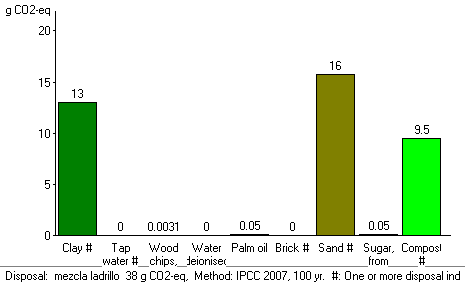 g CO2-eq
20
16
13
10
9.5
0 0.0031 0 0.05 0 0.05
0
Clay # Tap Wood Water Palm oil Brick # Sand # Sugar, Compost
water # chips, deionised from #
Disposal: mezcla ladrillo 38 g CO2-eq, Method: IPCC 2007, 100 yr. #: One or more disposal ind